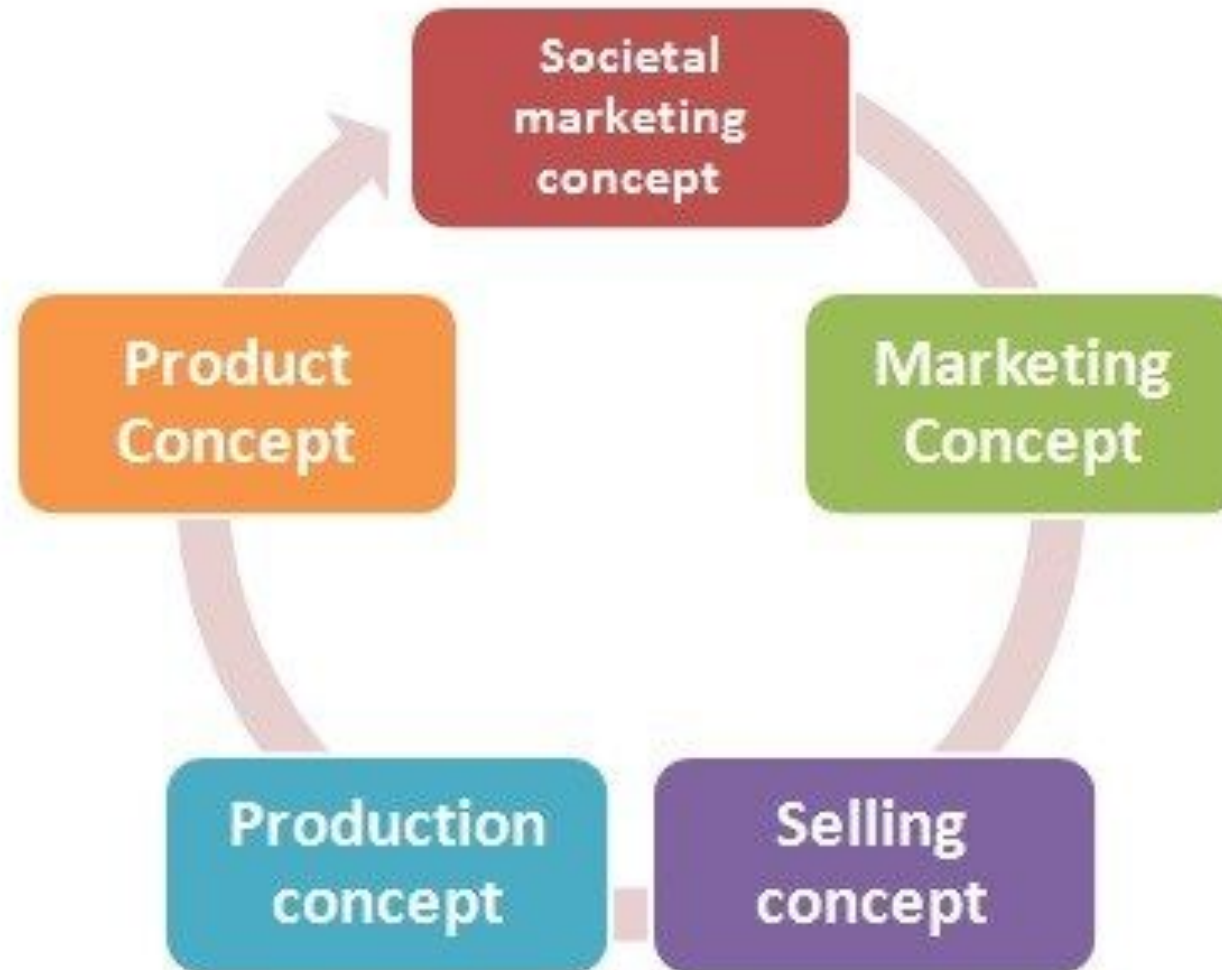 Societal
marketing
concept
Marketing
Concept
Selling
concept
Production
concept
Product
Concept